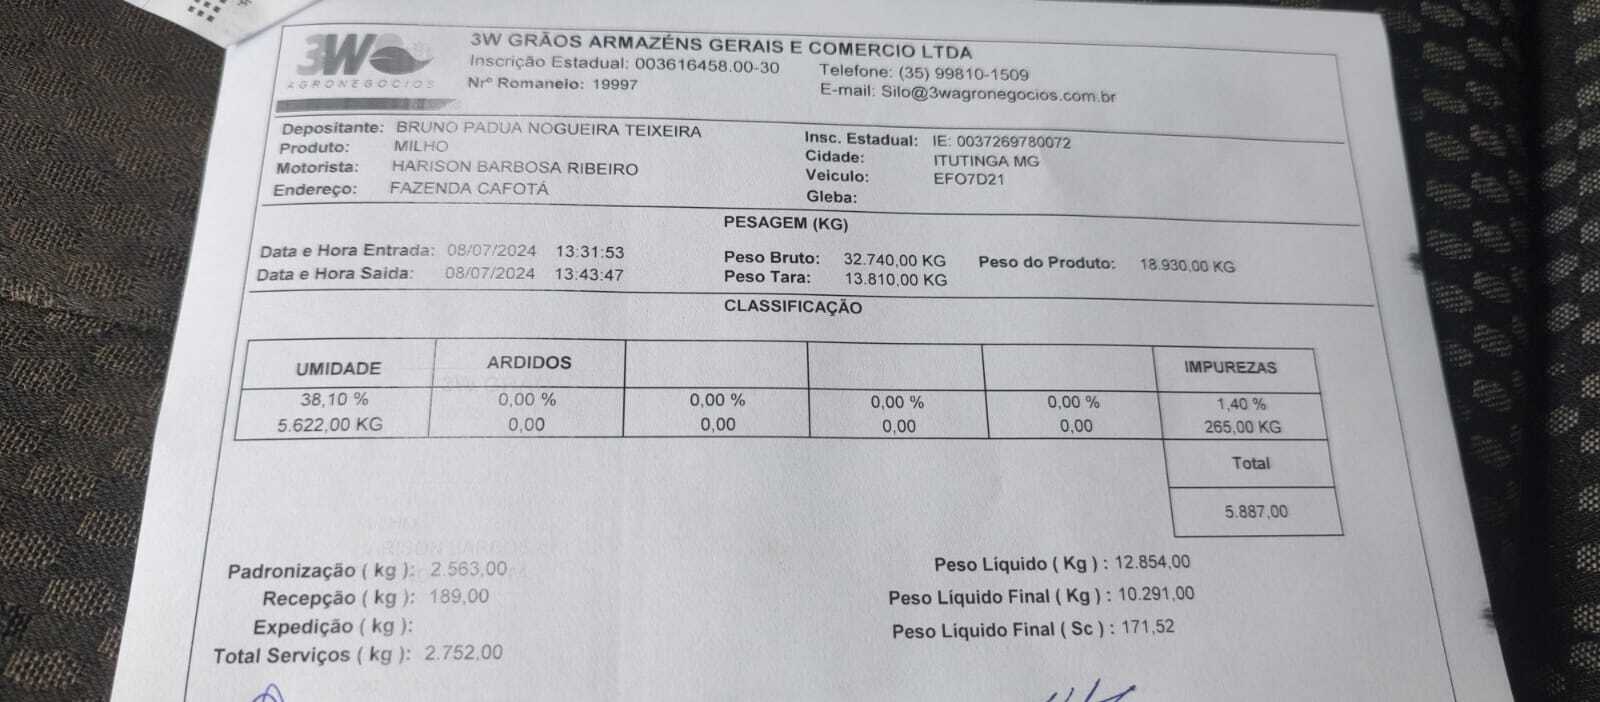 3W
AGRONEGOCIOS
3W GRÃOS ARMAZÉNS GERAIS E COMERCIO LTDA
Inscrição Estadual: 003616458.00-30 Telefone: (35) 99810-1509
Nrº Romaneio: 19997 E-mail: Silo@3wagronegocios.com.br
Depositante: BRUNO PADUA NOGUEIRA TEIXEIRA Insc. Estadual: IE: 0037269780072
Produto: MILHO Cidade: ITUTINGA MG
Motorista: HARISON BARBOSA RIBEIRO Veiculo: EFO7D21
Endereço: FAZENDA CAFOTÁ Gleba:
PESAGEM (KG)
Data e Hora Entrada: 08/07/2024 13:31:53 Peso Bruto: 32.740,00 KG Peso do Produto: 18.930,00 KG
Data e Hora Saida: 08/07/2024 13:43:47 Peso Tara: 13.810,00 KG
CLASSIFICAÇÃO
UMIDADE ARDIDOS IMPUREZAS
38,10 % 0,00 % 0,00 % 0,00 % 0,00 % 1,40 %
5.622,00 KG 0,00 0,00 0,00 0,00 265,00 KG
Total
5.887,00
Padronização ( kg ): 2.563,00 Peso Líquido ( Kg ) : 12.854,00
Recepção ( kg ): 189,00 Peso Líquido Final ( Kg ) : 10.291,00
Expedição ( kg ): Peso Líquido Final ( Sc ) : 171,52
Total Serviços ( kg ): 2.752,00